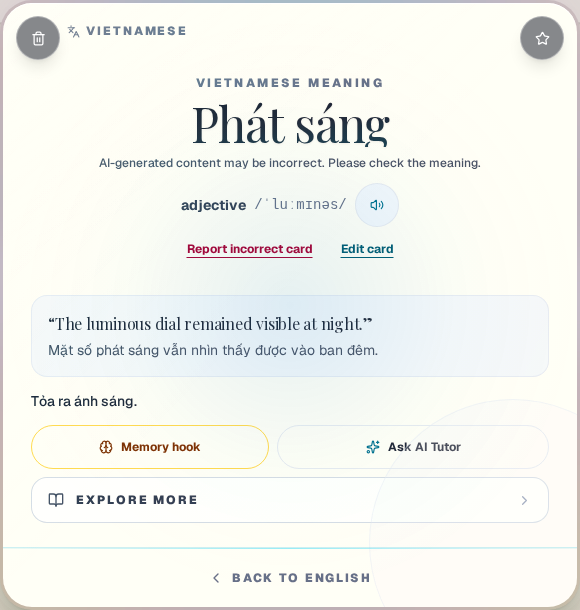 VIETNAMESE
VIETNAMESE MEANING
Phát sáng
AI-generated content may be incorrect. Please check the meaning.
adjective /ˈluːmɪnəs/
Report incorrect card Edit card
“The luminous dial remained visible at night.”
Mặt số phát sáng vẫn nhìn thấy được vào ban đêm.
Tỏa ra ánh sáng.
Memory hook Ask AI Tutor
EXPLORE MORE
BACK TO ENGLISH